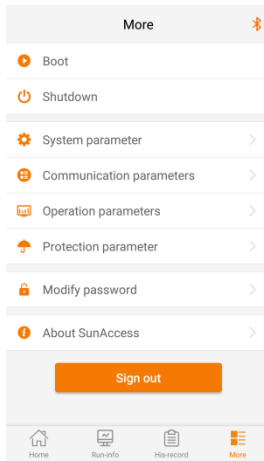 More
Boot
Shutdown
System parameter
Communication parameters
Operation parameters
Protection parameter
Modify password
About SunAccess
Sign out
Home
Run-info
His-record
More